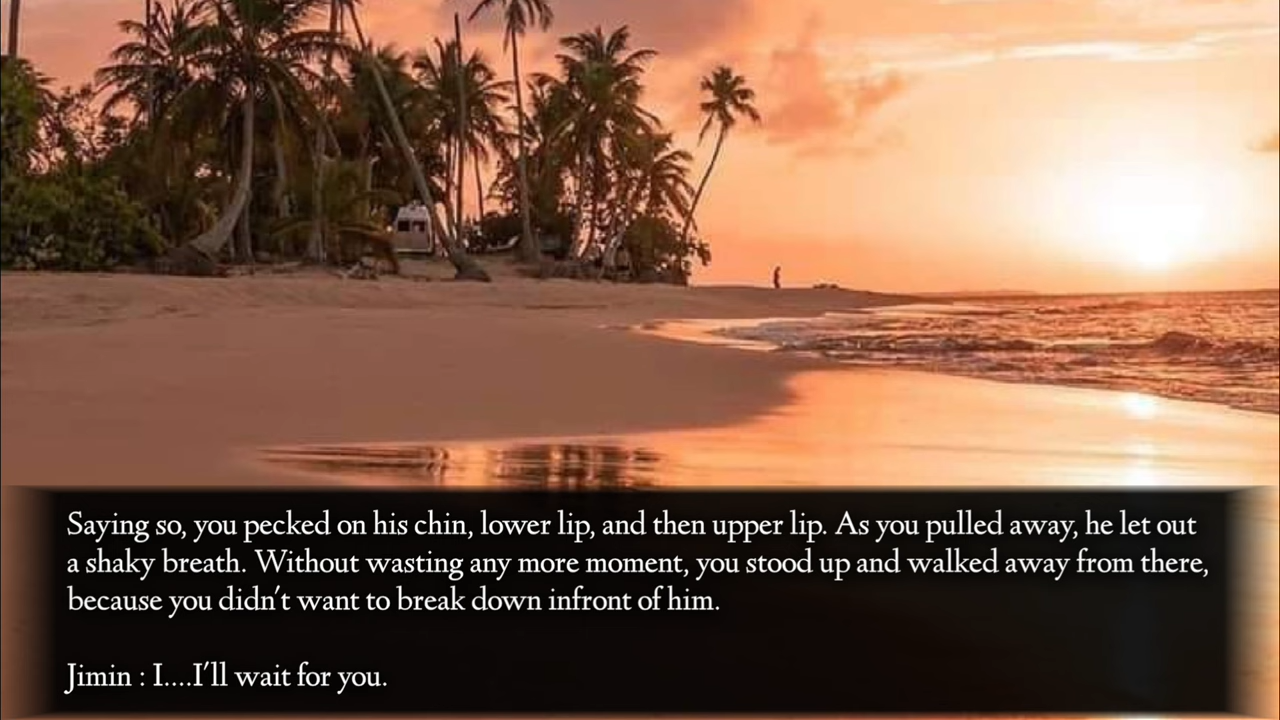 Saying so, you pecked on his chin, lower lip, and then upper lip. As you pulled away, he let out
a shaky breath. Without wasting any more moment, you stood up and walked away from there,
because you didn't want to break down infront of him.
Jimin : I....I'll wait for you.